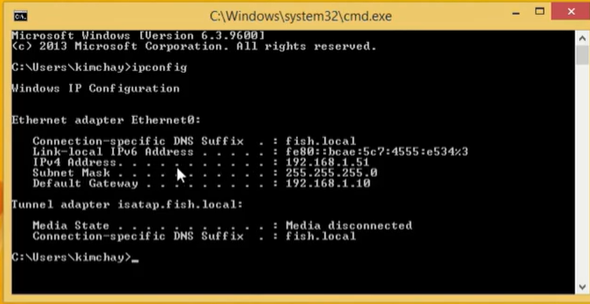 C:\Windows\system32\cmd.exe
Microsoft Windows [Version 6.3.9600]
(c) 2013 Microsoft Corporation. All rights reserved.
C:\Users\kimchay>ipconfig
Windows IP Configuration
Ethernet adapter Ethernet0:
Connection-specific DNS Suffix . : fish.local
Link-local IPv6 Address . . . . . : fe80::bcae:5c7:4555:e534%3
IPv4 Address. . . . . . . . . . . : 192.168.1.51
Subnet Mask . . . . . . . . . . . : 255.255.255.0
Default Gateway . . . . . . . . . : 192.168.1.10
Tunnel adapter isatap.fish.local:
Media State . . . . . . . . . . . : Media disconnected
Connection-specific DNS Suffix . : fish.local
C:\Users\kimchay>_